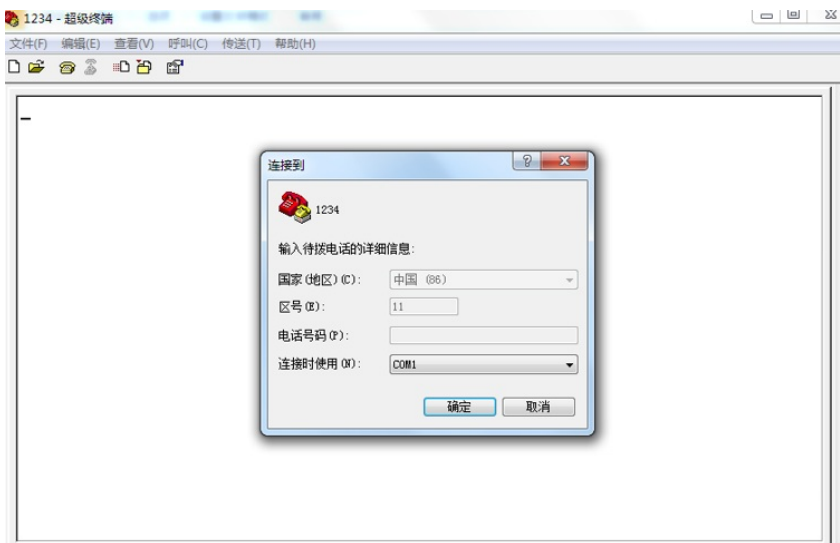 1234 - 超级终端
文件(F) 编辑(E) 查看(V) 呼叫(C) 传送(T) 帮助(H)
连接到
1234
输入待拨电话的详细信息:
国家(地区)(C): 中国 (86)
区号(E): 11
电话号码(P):
连接时使用(N): COM1
确定 取消